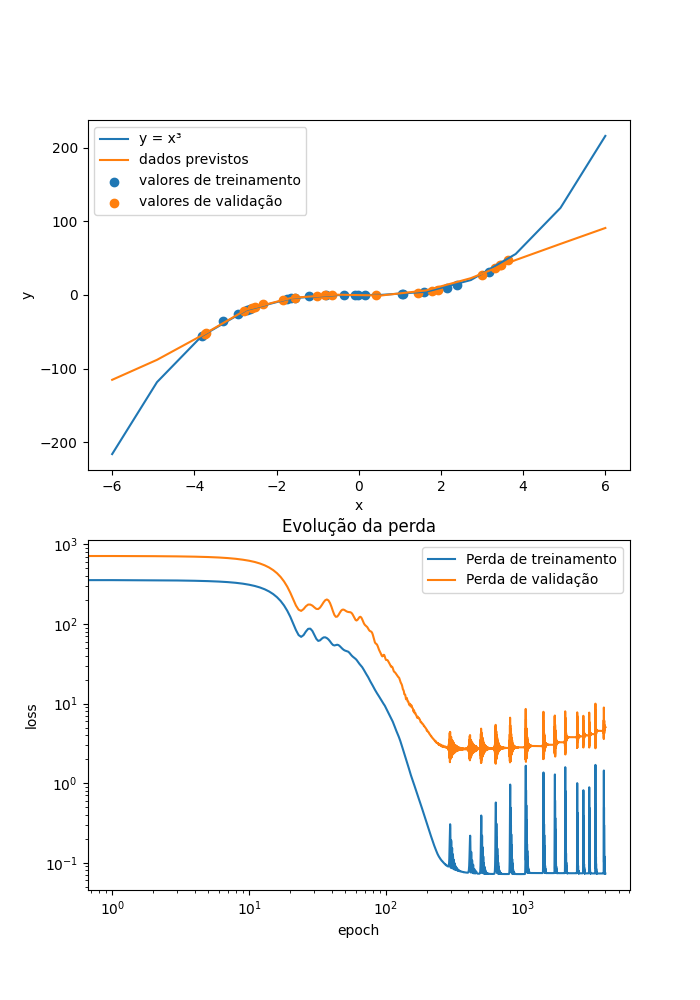 y = x³
dados previstos
valores de treinamento
valores de validação
200
100
0
−100
−200
y
−6 −4 −2 0 2 4 6
x
Evolução da perda
Perda de treinamento
Perda de validação
10³
10²
10¹
10⁰
10⁻¹
loss
10⁰ 10¹ 10² 10³
epoch